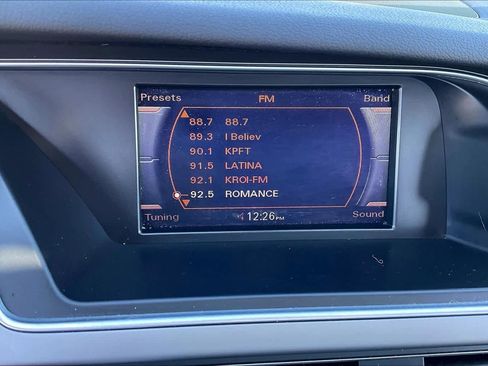 Presets FM Band
88.7 88.7
89.3 I Believ
90.1 KPFT
91.5 LATINA
92.1 KROI-FM
92.5 ROMANCE
Tuning 12:26PM Sound